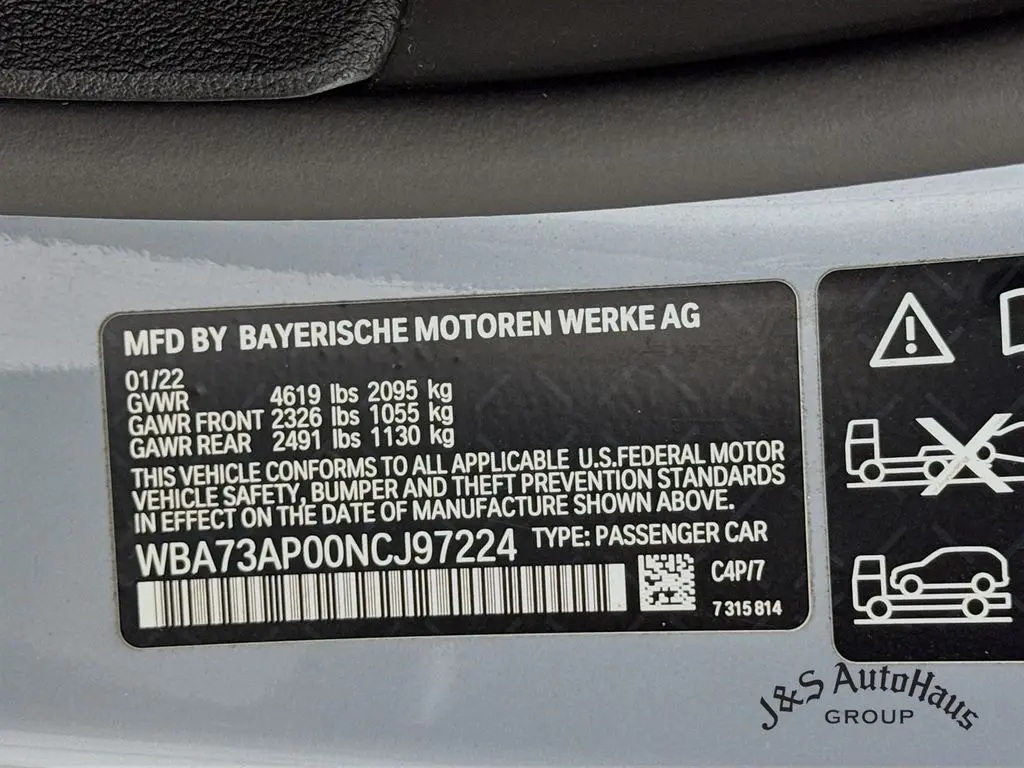 MFD BY BAYERISCHE MOTOREN WERKE AG
01/22
GVWR 4619 lbs 2095 kg
GAWR FRONT 2326 lbs 1055 kg
GAWR REAR 2491 lbs 1130 kg
THIS VEHICLE CONFORMS TO ALL APPLICABLE U.S.FEDERAL MOTOR
VEHICLE SAFETY, BUMPER AND THEFT PREVENTION STANDARDS
IN EFFECT ON THE DATE OF MANUFACTURE SHOWN ABOVE.
WBA73AP00NCJ97224 TYPE: PASSENGER CAR
C4P/7
7 315 814
J&S AutoHaus
GROUP